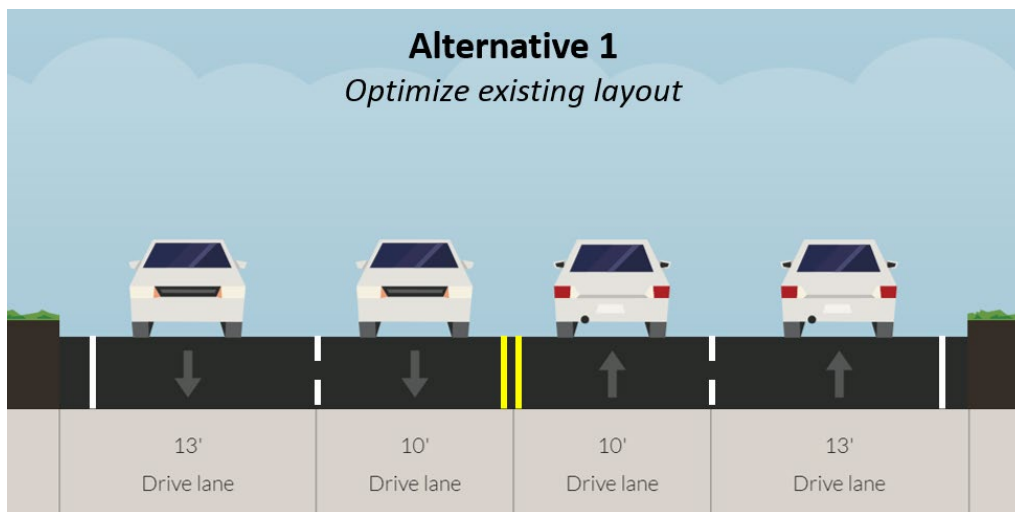 Alternative 1
Optimize existing layout
13' 10' 10' 13'
Drive lane Drive lane Drive lane Drive lane